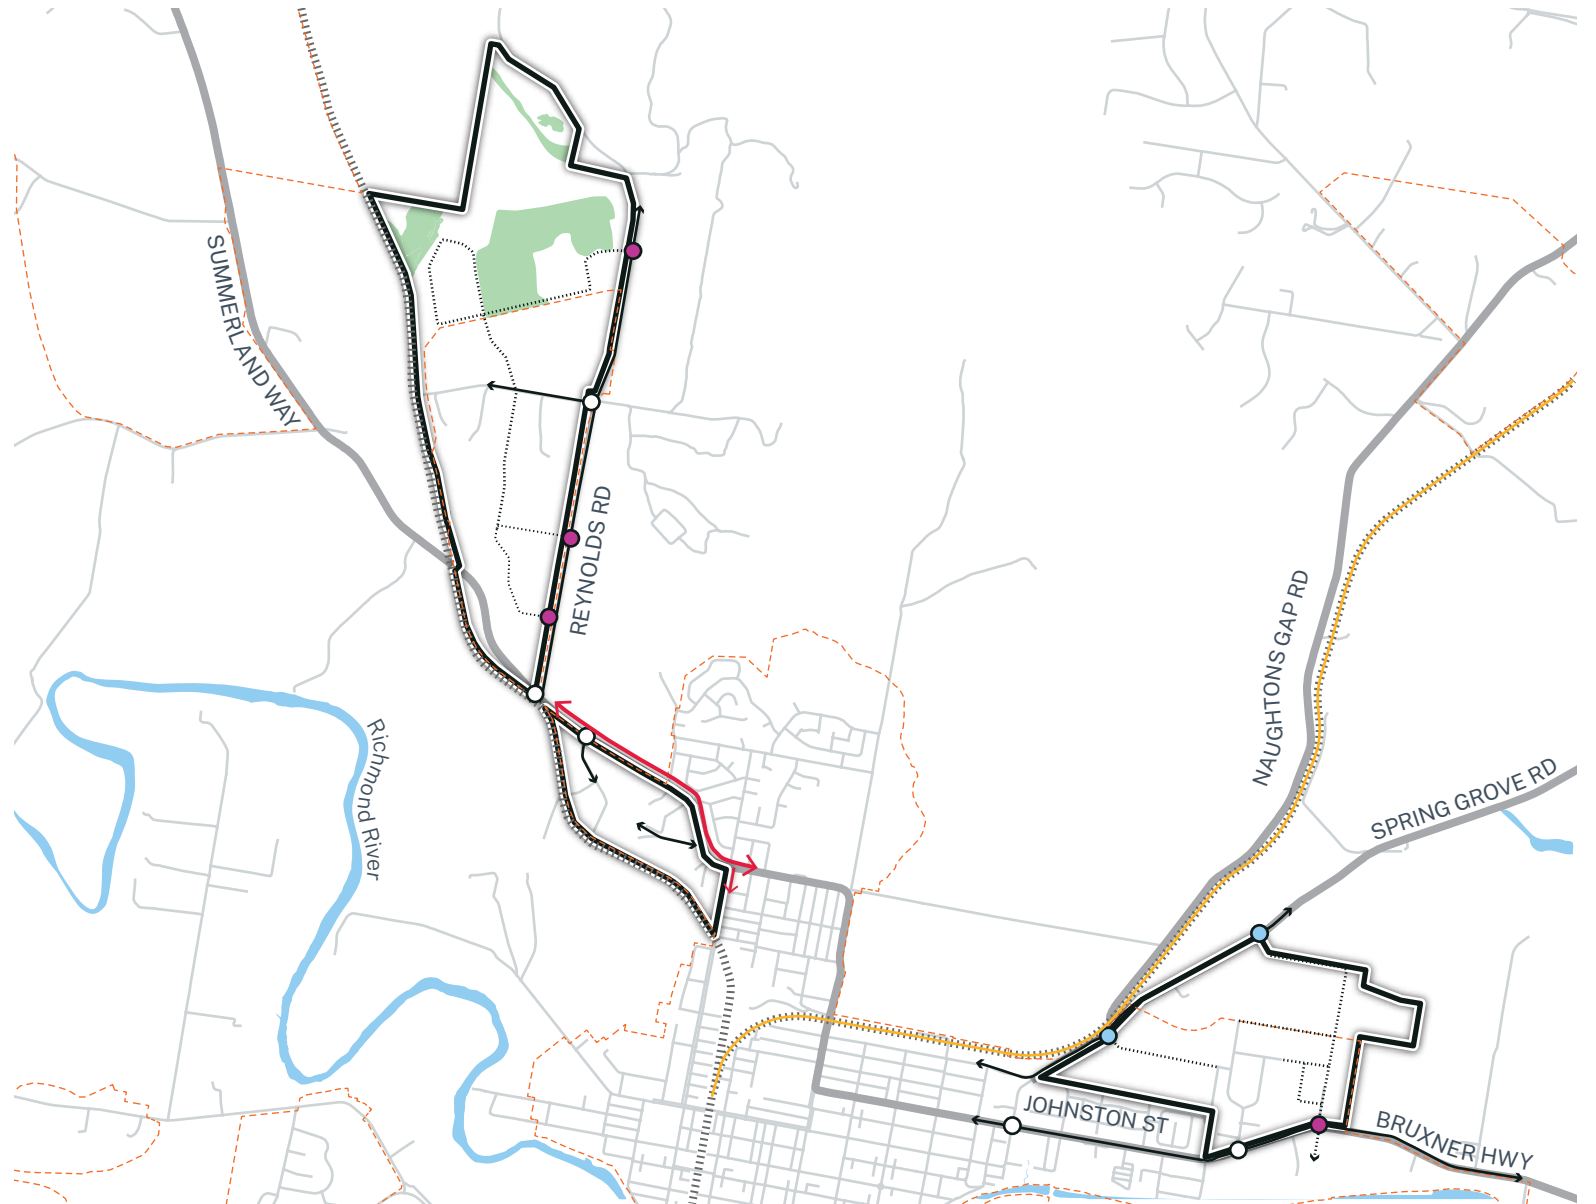 SUMMERLAND WAY
REYNOLDS RD
NAUGHTONS GAP RD
Richmond River
SPRING GROVE RD
JOHNSTON ST
BRUXNER HWY